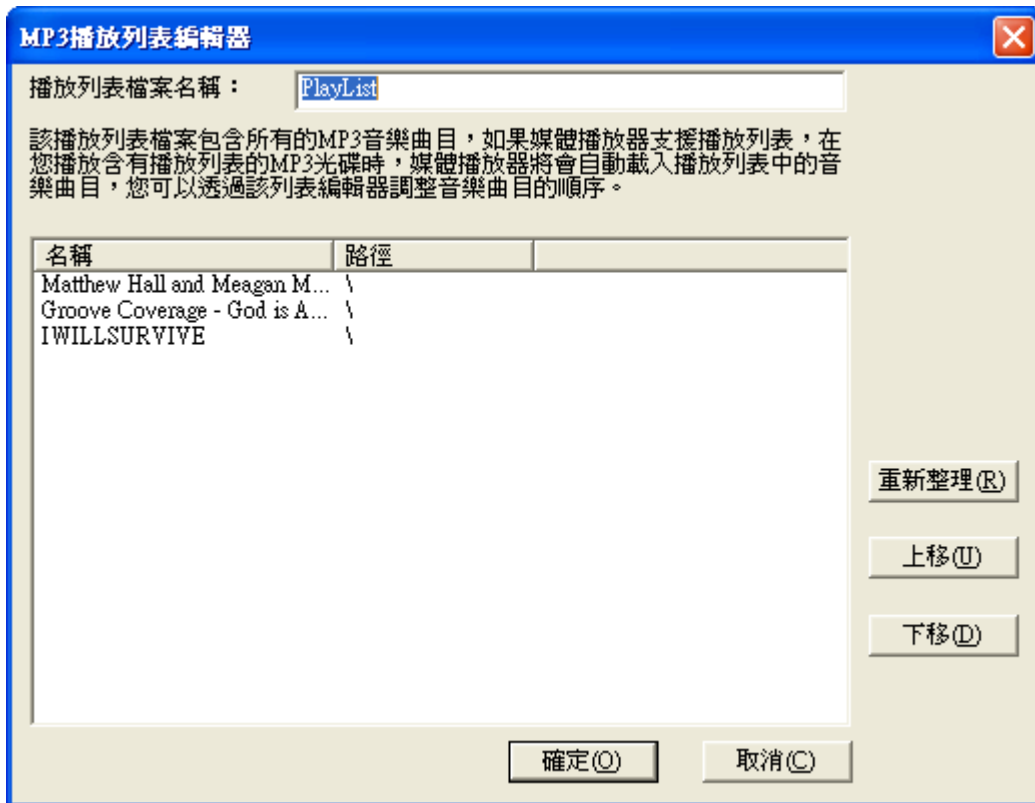 MP3播放列表編輯器
播放列表檔案名稱： PlayList
該播放列表檔案包含所有的MP3音樂曲目，如果媒體播放器支援播放列表，在
您播放含有播放列表的MP3光碟時，媒體播放器將會自動載入播放列表中的音
樂曲目，您可以透過該列表編輯器調整音樂曲目的順序。
名稱 路徑
Matthew Hall and Meagan M... \
Groove Coverage - God is A... \
IWILLSURVIVE \
重新整理(R)
上移(U)
下移(D)
確定(O) 取消(C)